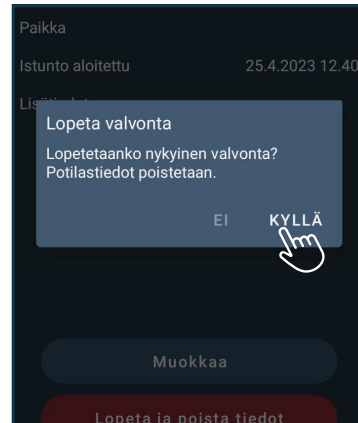 Paikka
Istunto aloitettu 25.4.2023 12.40
Lopeta valvonta
Lopetetaanko nykyinen valvonta?
Potilastiedot poistetaan.
EI KYLLÄ
Muokkaa
Lopeta ja poista tiedot